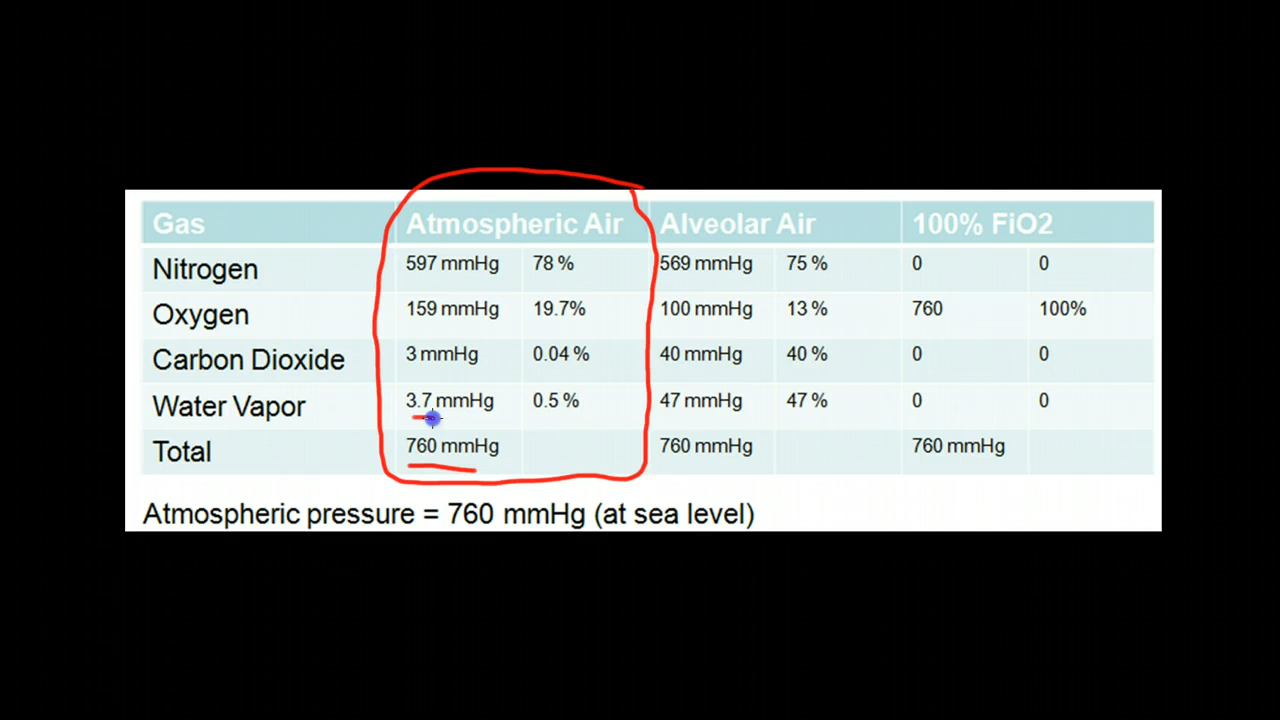 Gas Atmospheric Air Alveolar Air 100% FiO2
Nitrogen 597 mmHg 78 % 569 mmHg 75 % 0 0
Oxygen 159 mmHg 19.7% 100 mmHg 13 % 760 100%
Carbon Dioxide 3 mmHg 0.04 % 40 mmHg 40 % 0 0
Water Vapor 3.7 mmHg 0.5 % 47 mmHg 47 % 0 0
Total 760 mmHg 760 mmHg 760 mmHg
Atmospheric pressure = 760 mmHg (at sea level)